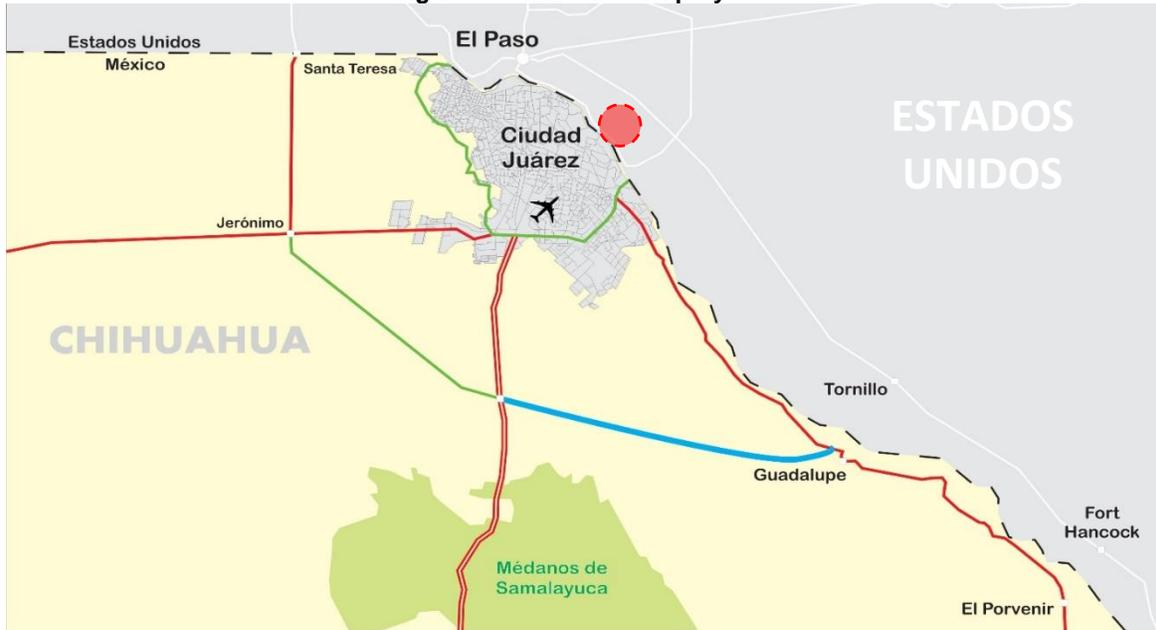 Estados Unidos
México
Santa Teresa
El Paso
Ciudad
Juárez
ESTADOS
UNIDOS
Jerónimo
CHIHUAHUA
Tornillo
Guadalupe
Fort
Hancock
Médanos de
Samalayuca
El Porvenir